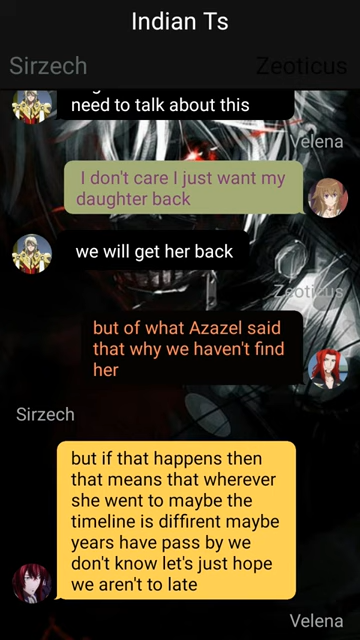 Indian Ts
Sirzech
Zeoticus
need to talk about this
Velena
I don't care I just want my
daughter back
we will get her back
Zeoticus
but of what Azazel said
that why we haven't find
her
Sirzech
but if that happens then
that means that wherever
she went to maybe the
timeline is diffirent maybe
years have pass by we
don't know let's just hope
we aren't to late
Velena